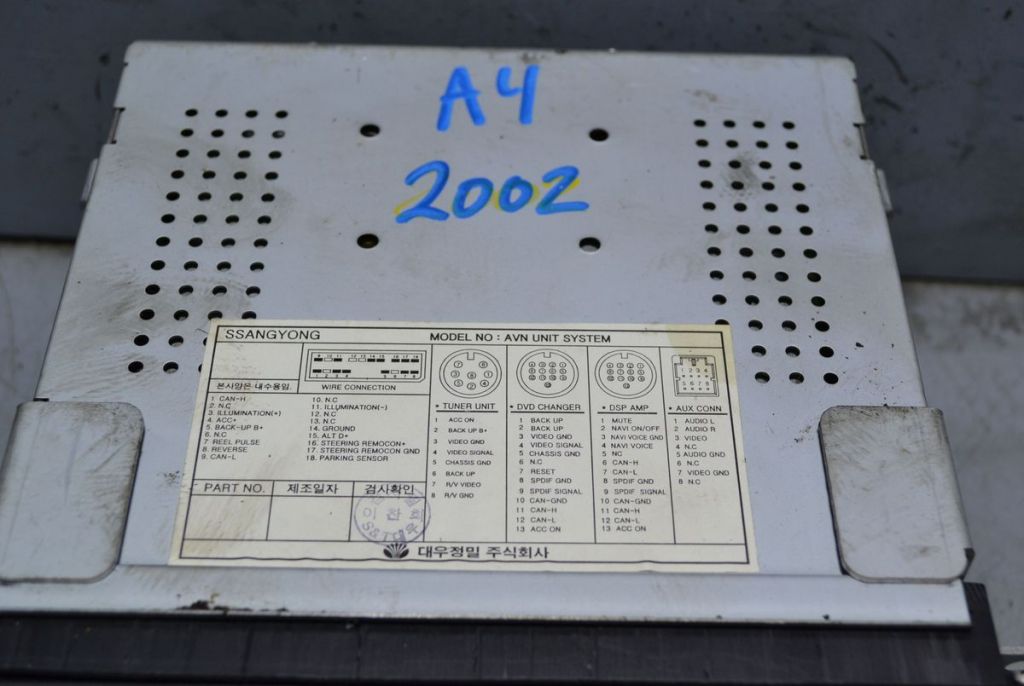 A4
2002
SSANGYONG
MODEL NO : AVN UNIT SYSTEM
본사양은 내수용임.
WIRE CONNECTION
1. CAN-H
2. N.C
3. ILLUMINATION(+)
4. ACC+
5. BACK-UP B+
6. N.C
7. REEL PULSE
8. REVERSE
9. CAN-L
10. N.C
11. ILLUMINATION(-)
12. N.C
13. N.C
14. GROUND
15. ALT D+
16. STEERING REMOCON+
17. STEERING REMOCON GND
18. PARKING SENSOR
* TUNER UNIT
1 ACC ON
2 BACK UP B+
3 VIDEO GND
4 VIDEO SIGNAL
5 CHASSIS GND
6 BACK UP
7 R/V VIDEO
8 R/V GND
* DVD CHANGER
1 BACK UP
2 BACK UP
3 VIDEO GND
4 VIDEO SIGNAL
5 CHASSIS GND
6 N.C
7 RESET
8 SPDIF GND
9 SPDIF SIGNAL
10 CAN-GND
11 CAN-H
12 CAN-L
13 ACC ON
* DSP AMP
1 MUTE
2 NAVI ON/OFF
3 NAVI VOICE GND
4 NAVI VOICE
5 NC
6 CAN-H
7 CAN-L
8 SPDIF GND
9 SPDIF SIGNAL
10 CAN-GND
11 CAN-H
12 CAN-L
13 ACC ON
* AUX CONN
1 AUDIO L
2 AUDIO R
3 VIDEO
4 N.C
5 AUDIO GND
6 N.C
7 VIDEO GND
8 N.C
PART NO.
제조일자
검사확인
이찬희
대우정밀 주식회사